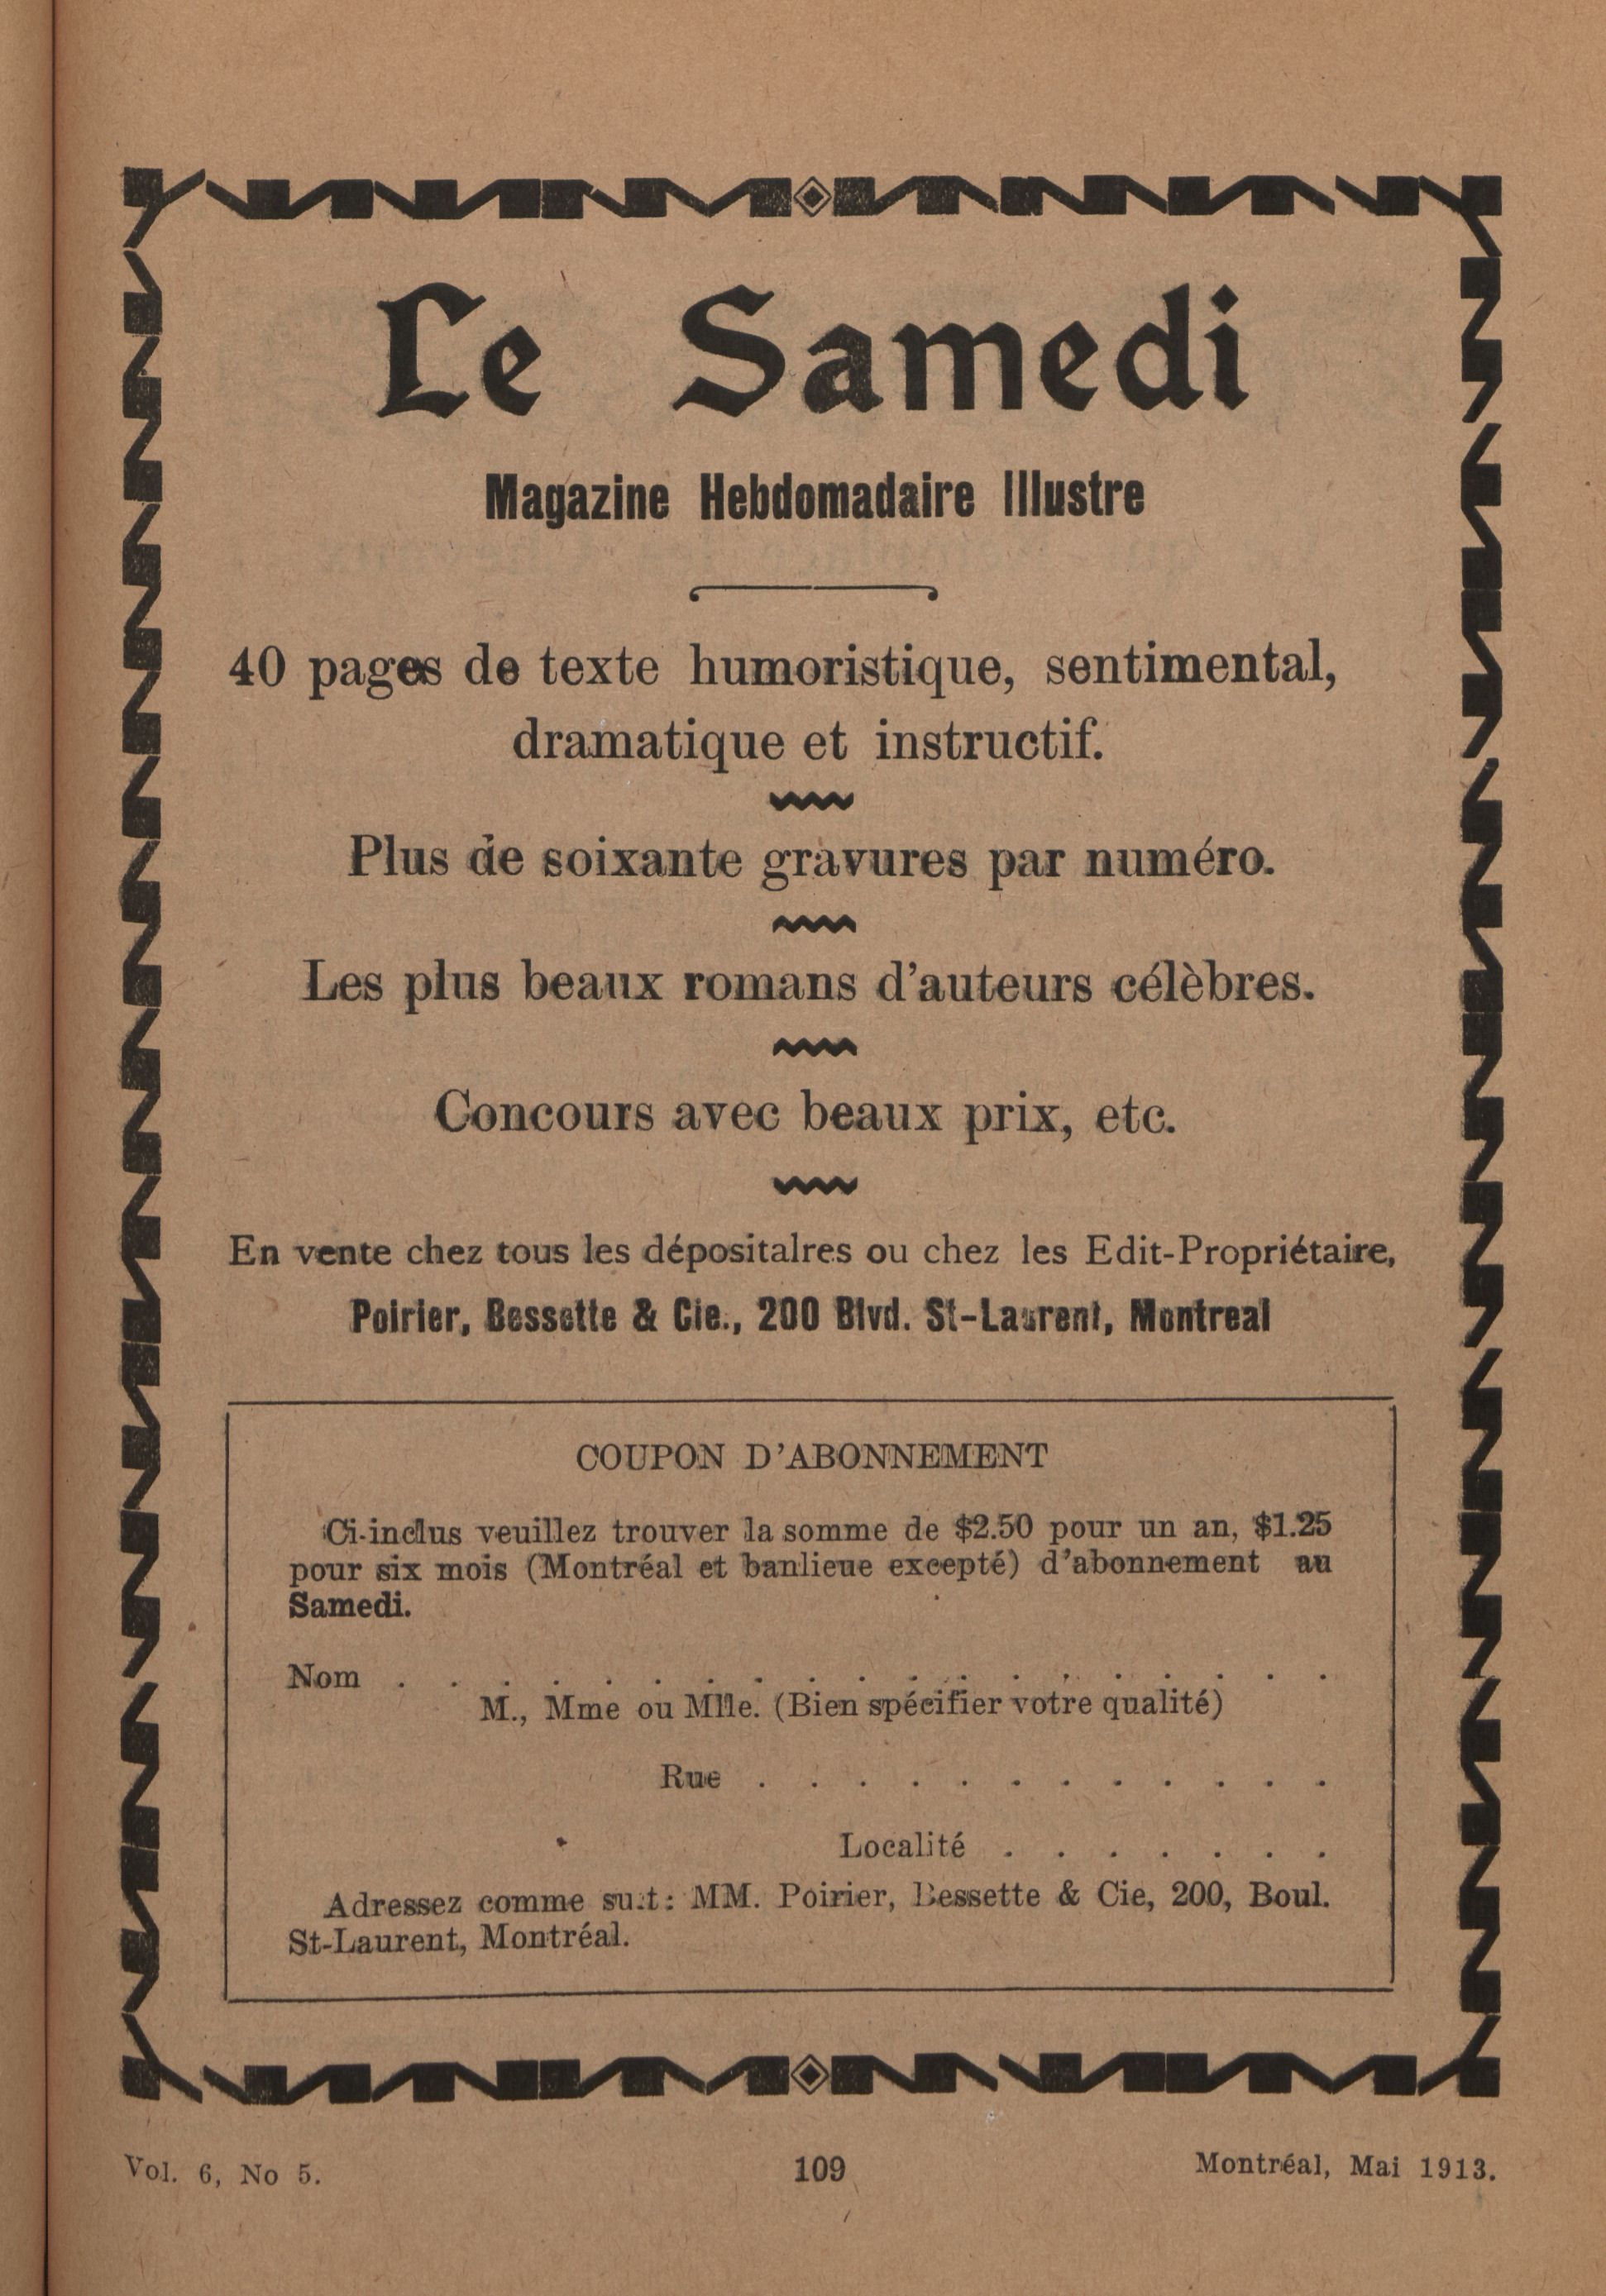 Le Samedi
Magazine Hebdomadaire Illustre
40 pages de texte humoristique, sentimental,
dramatique et instructif.
Plus de soixante gravures par numéro.
Les plus beaux romans d'auteurs célèbres.
Concours avec beaux prix, etc.
En vente chez tous les dépositalres ou chez les Edit-Propriétaire,
Poirier, Bessette & Cie., 200 Blvd. St-Laurent, Montreal
COUPON D'ABONNEMENT
Ci-inclus veuillez trouver la somme de $2.50 pour un an, $1.25
pour six mois (Montréal et banlieue excepté) d'abonnement au
Samedi.
Nom . . . . . . . . . . . . . . . . . . .
M., Mme ou Mlle. (Bien spécifier votre qualité)
Rue . . . . . . . . . . . .
Localité . . . . . . .
Adressez comme suit: MM. Poirier, Bessette & Cie, 200, Boul.
St-Laurent, Montréal.
Vol. 6, No 5.
109
Montréal, Mai 1913.